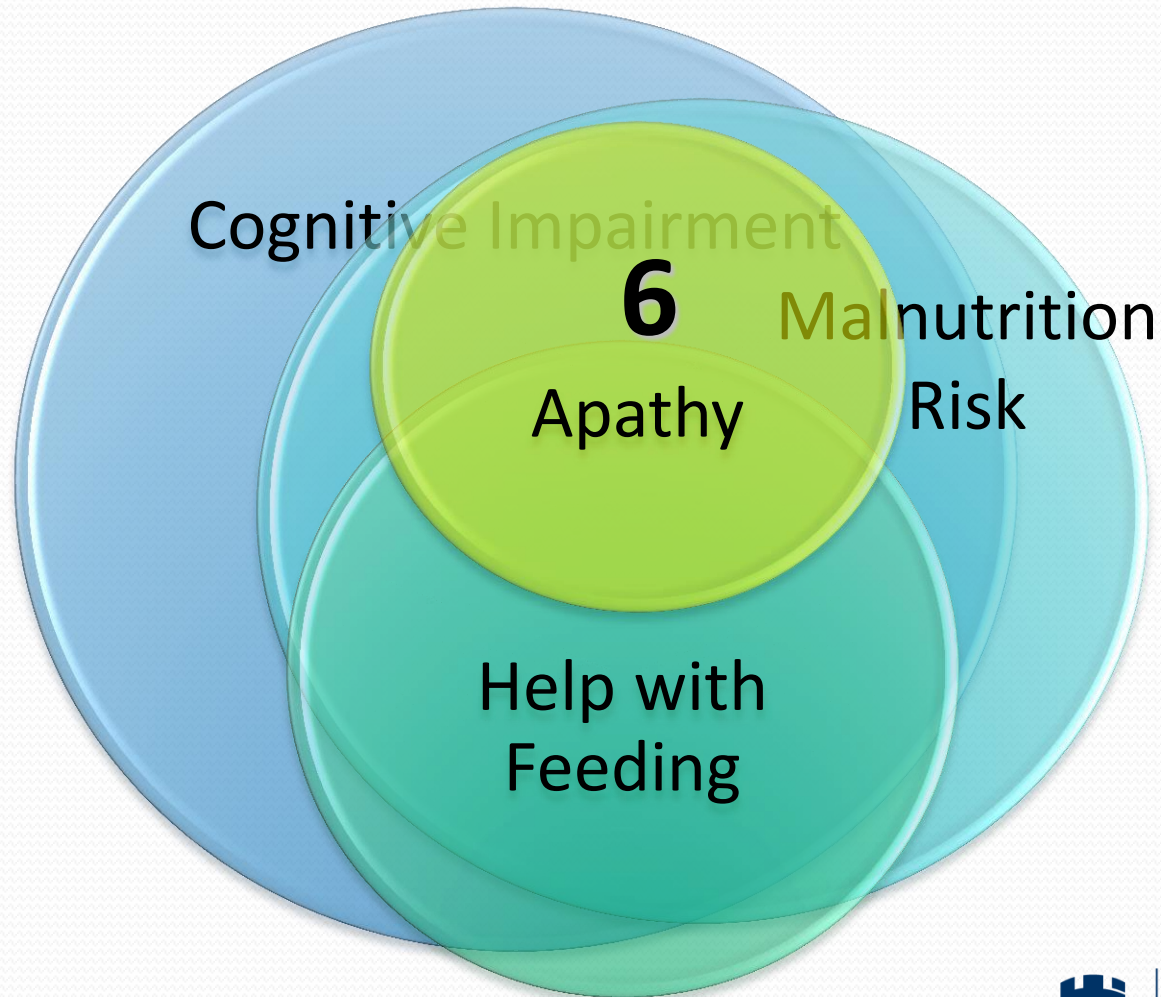 Cognitive Impairment
6
Malnutrition
Risk
Apathy
Help with
Feeding